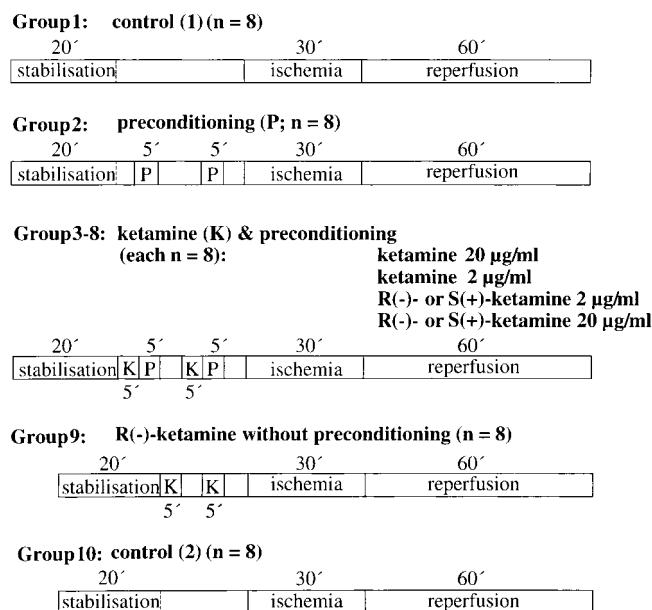 Group1: control (1) (n = 8)
20´ 30´ 60´
stabilisation ischemia reperfusion
Group2: preconditioning (P; n = 8)
20´ 5´ 5´ 30´ 60´
stabilisation P P ischemia reperfusion
Group3-8: ketamine (K) & preconditioning
(each n = 8): ketamine 20 µg/ml
ketamine 2 µg/ml
R(-)- or S(+)-ketamine 2 µg/ml
R(-)- or S(+)-ketamine 20 µg/ml
20´ 5´ 5´ 30´ 60´
stabilisation K P K P ischemia reperfusion
5´ 5´
Group9: R(-)-ketamine without preconditioning (n = 8)
20´ 30´ 60´
stabilisation K K ischemia reperfusion
5´ 5´
Group10: control (2) (n = 8)
20´ 30´ 60´
stabilisation ischemia reperfusion